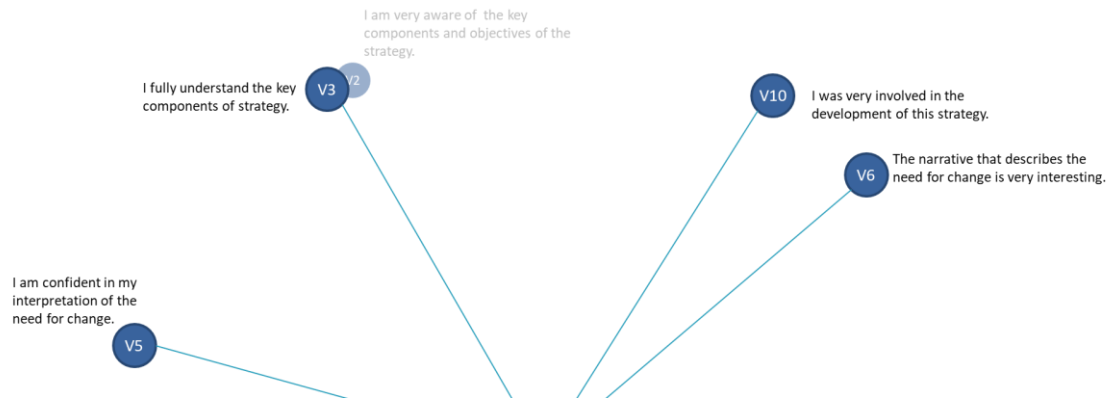 I am very aware of the key
components and objectives of the
strategy.
V3
V2
I fully understand the key
components of strategy.
V10
I was very involved in the
development of this strategy.
V6
The narrative that describes the
need for change is very interesting.
I am confident in my
interpretation of the
need for change.
V5